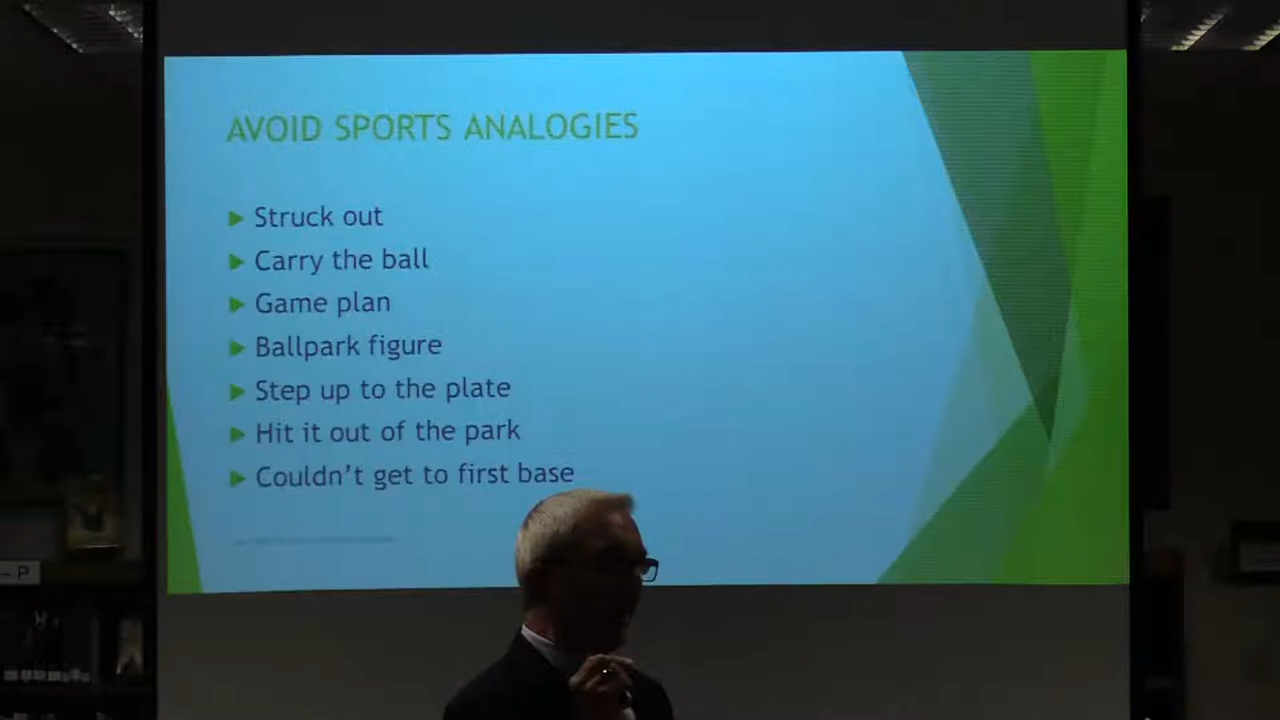 AVOID SPORTS ANALOGIES
Struck out
Carry the ball
Game plan
Ballpark figure
Step up to the plate
Hit it out of the park
Couldn't get to first base
– P